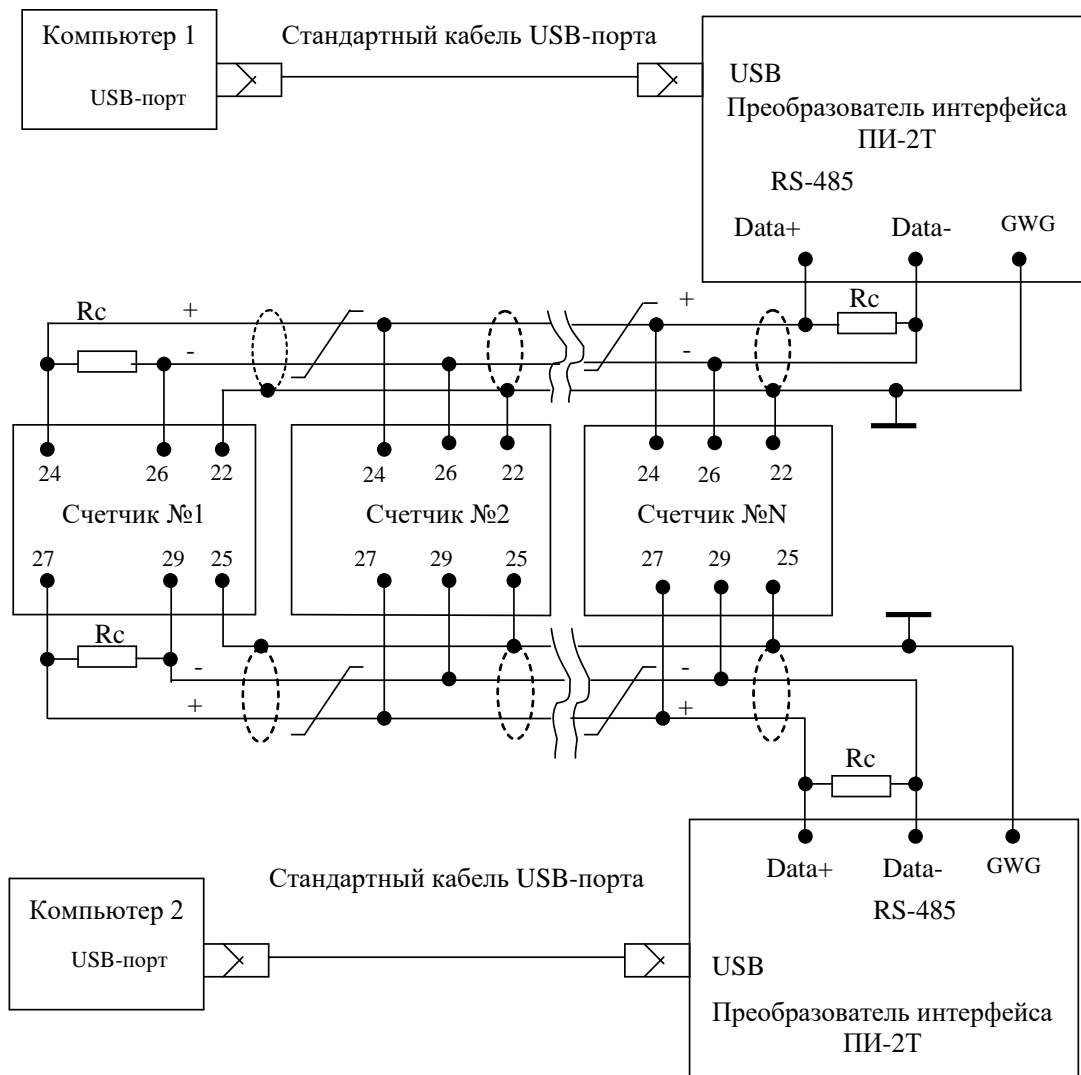 Компьютер 1
Стандартный кабель USB-порта
USB-порт
USB
Преобразователь интерфейса
ПИ-2Т
RS-485
Data+ Data- GWG
Rc + + Rc
- -
24 26 22 24 26 22 24 26 22
Счетчик №1 Счетчик №2 Счетчик №N
27 29 25 27 29 25 27 29 25
Rc
- -
+ +
Rc
Data+ Data- GWG
Стандартный кабель USB-порта
RS-485
Компьютер 2
USB-порт
USB
Преобразователь интерфейса
ПИ-2Т